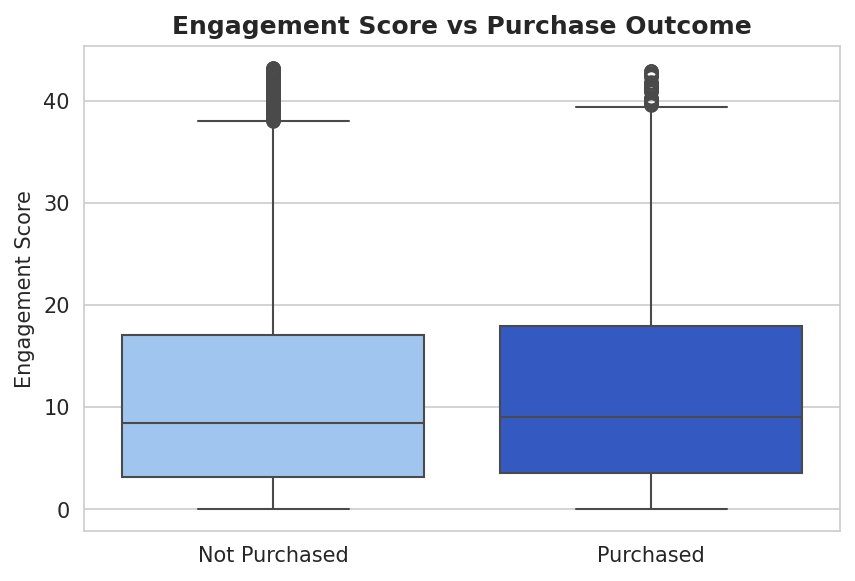 Engagement Score vs Purchase Outcome
Engagement Score
40
30
20
10
0
Not Purchased
Purchased